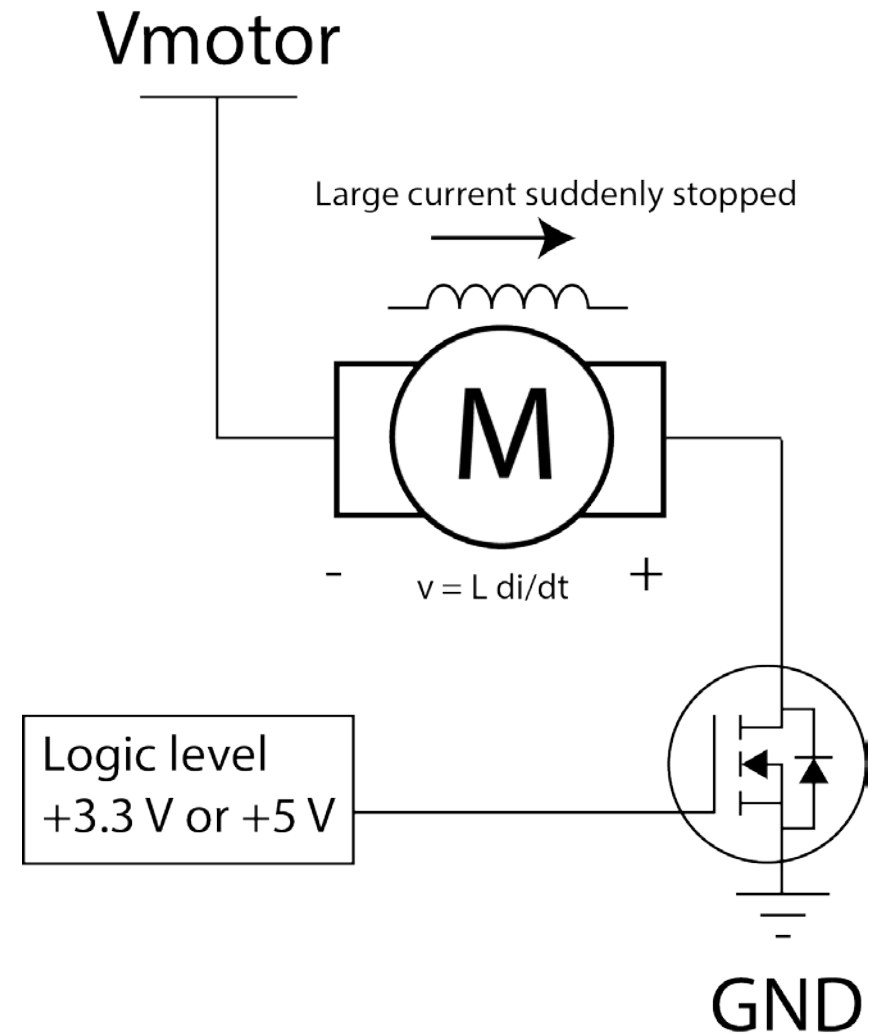 Vmotor
Large current suddenly stopped
M
- v = L di/dt +
Logic level
+3.3 V or +5 V
GND